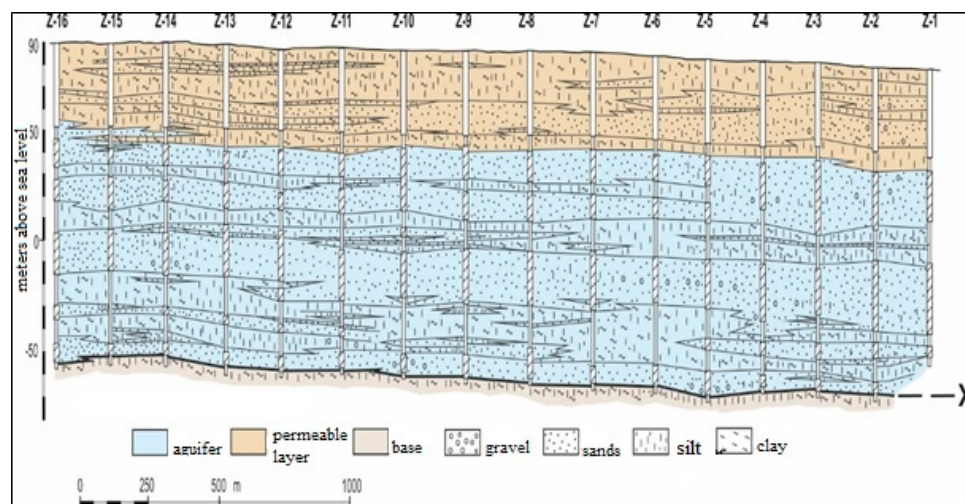 Z-16 Z-15 Z-14 Z-13 Z-12 Z-11 Z-10 Z-9 Z-8 Z-7 Z-6 Z-5 Z-4 Z-3 Z-2 Z-1
90
50
0
-50
meters above sea level
aguifer permeable layer base gravel sands silt clay
0 250 500 m 1000